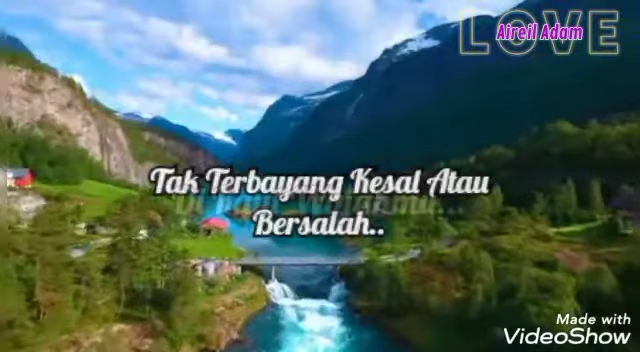 LOVE
Aireil Adam
Tak Terbayang Kesal Atau
Bersalah..
Made with
VideoShow